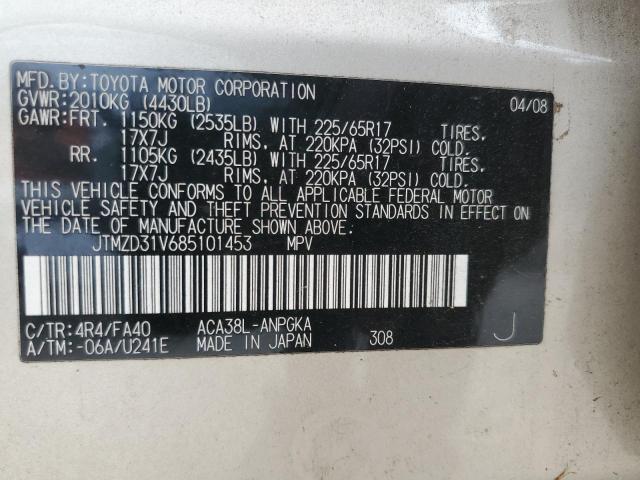 MFD.BY:TOYOTA MOTOR CORPORATION
GVWR:2010KG (4430LB) 04/08
GAWR:FRT. 1150KG (2535LB) WITH 225/65R17 TIRES.
17X7J RIMS. AT 220KPA (32PSI) COLD.
RR. 1105KG (2435LB) WITH 225/65R17 TIRES.
17X7J RIMS. AT 220KPA (32PSI) COLD.
THIS VEHICLE CONFORMS TO ALL APPLICABLE FEDERAL MOTOR
VEHICLE SAFETY AND THEFT PREVENTION STANDARDS IN EFFECT ON
THE DATE OF MANUFACTURE SHOWN ABOVE.
JTMZD31V685101453 MPV
C/TR:4R4/FA40 ACA38L-ANPGKA
A/TM:-06A/U241E MADE IN JAPAN 308 J